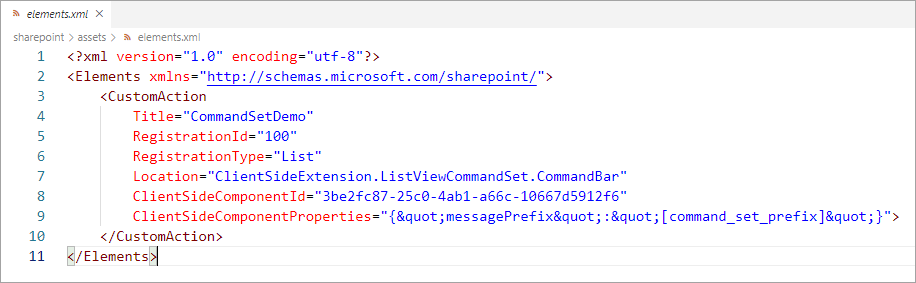 elements.xml ×
sharepoint > assets > elements.xml
1 <?xml version="1.0" encoding="utf-8"?>
2 <Elements xmlns="http://schemas.microsoft.com/sharepoint/">
3 <CustomAction
4 Title="CommandSetDemo"
5 RegistrationId="100"
6 RegistrationType="List"
7 Location="ClientSideExtension.ListViewCommandSet.CommandBar"
8 ClientSideComponentId="3be2fc87-25c0-4ab1-a66c-10667d5912f6"
9 ClientSideComponentProperties="{&quot;messagePrefix&quot;:&quot;[command_set_prefix]&quot;}">
10 </CustomAction>
11 </Elements>